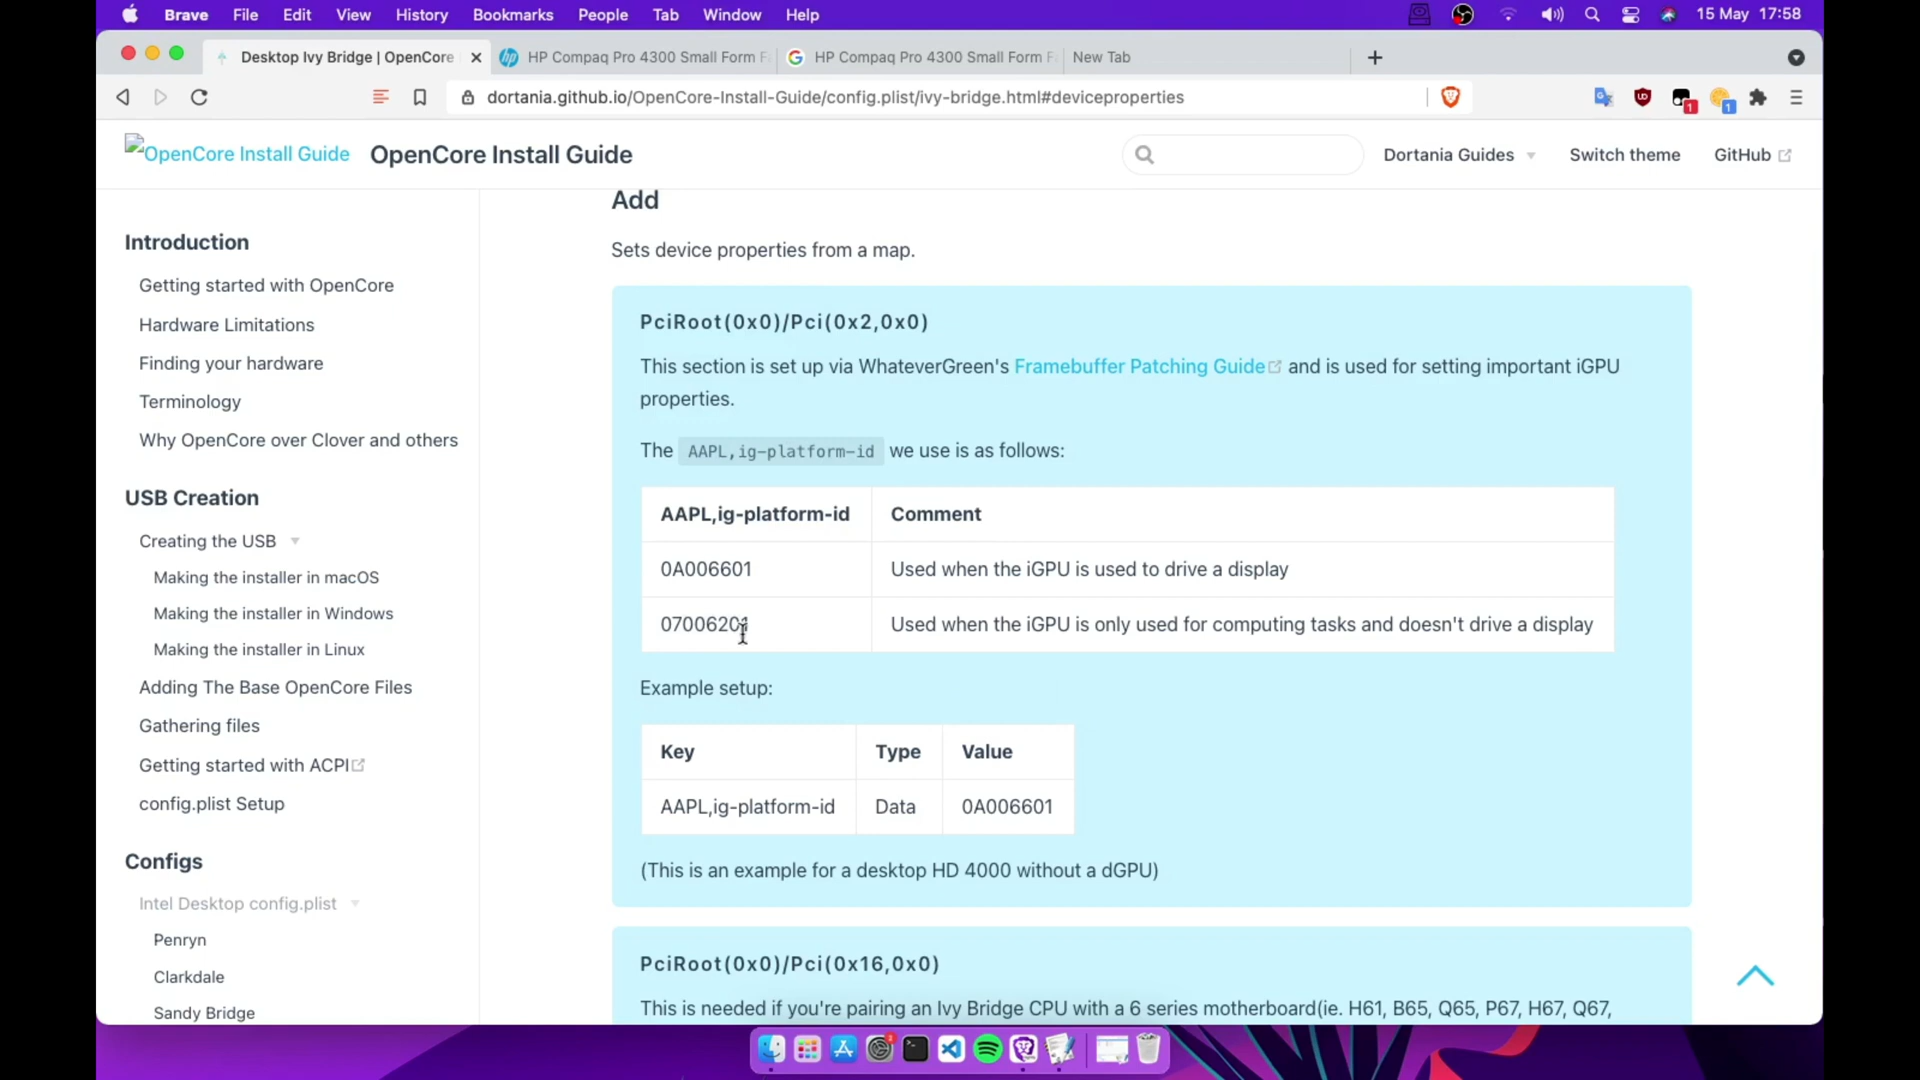 Brave File Edit View History Bookmarks People Tab Window Help 15 May 17:58
Desktop Ivy Bridge | OpenCore HP Compaq Pro 4300 Small Form Fa HP Compaq Pro 4300 Small Form Fa New Tab
dortania.github.io/OpenCore-Install-Guide/config.plist/ivy-bridge.html#deviceproperties
OpenCore Install Guide OpenCore Install Guide Dortania Guides Switch theme GitHub
Introduction
Getting started with OpenCore
Hardware Limitations
Finding your hardware
Terminology
Why OpenCore over Clover and others
USB Creation
Creating the USB
Making the installer in macOS
Making the installer in Windows
Making the installer in Linux
Adding The Base OpenCore Files
Gathering files
Getting started with ACPI
config.plist Setup
Configs
Intel Desktop config.plist
Penryn
Clarkdale
Sandy Bridge
Add
Sets device properties from a map.
PciRoot(0x0)/Pci(0x2,0x0)
This section is set up via WhateverGreen's Framebuffer Patching Guide and is used for setting important iGPU
properties.
The AAPL,ig-platform-id we use is as follows:
AAPL,ig-platform-id Comment
0A006601 Used when the iGPU is used to drive a display
07006201 Used when the iGPU is only used for computing tasks and doesn't drive a display
Example setup:
Key Type Value
AAPL,ig-platform-id Data 0A006601
(This is an example for a desktop HD 4000 without a dGPU)
PciRoot(0x0)/Pci(0x16,0x0)
This is needed if you're pairing an Ivy Bridge CPU with a 6 series motherboard(ie. H61, B65, Q65, P67, H67, Q67,